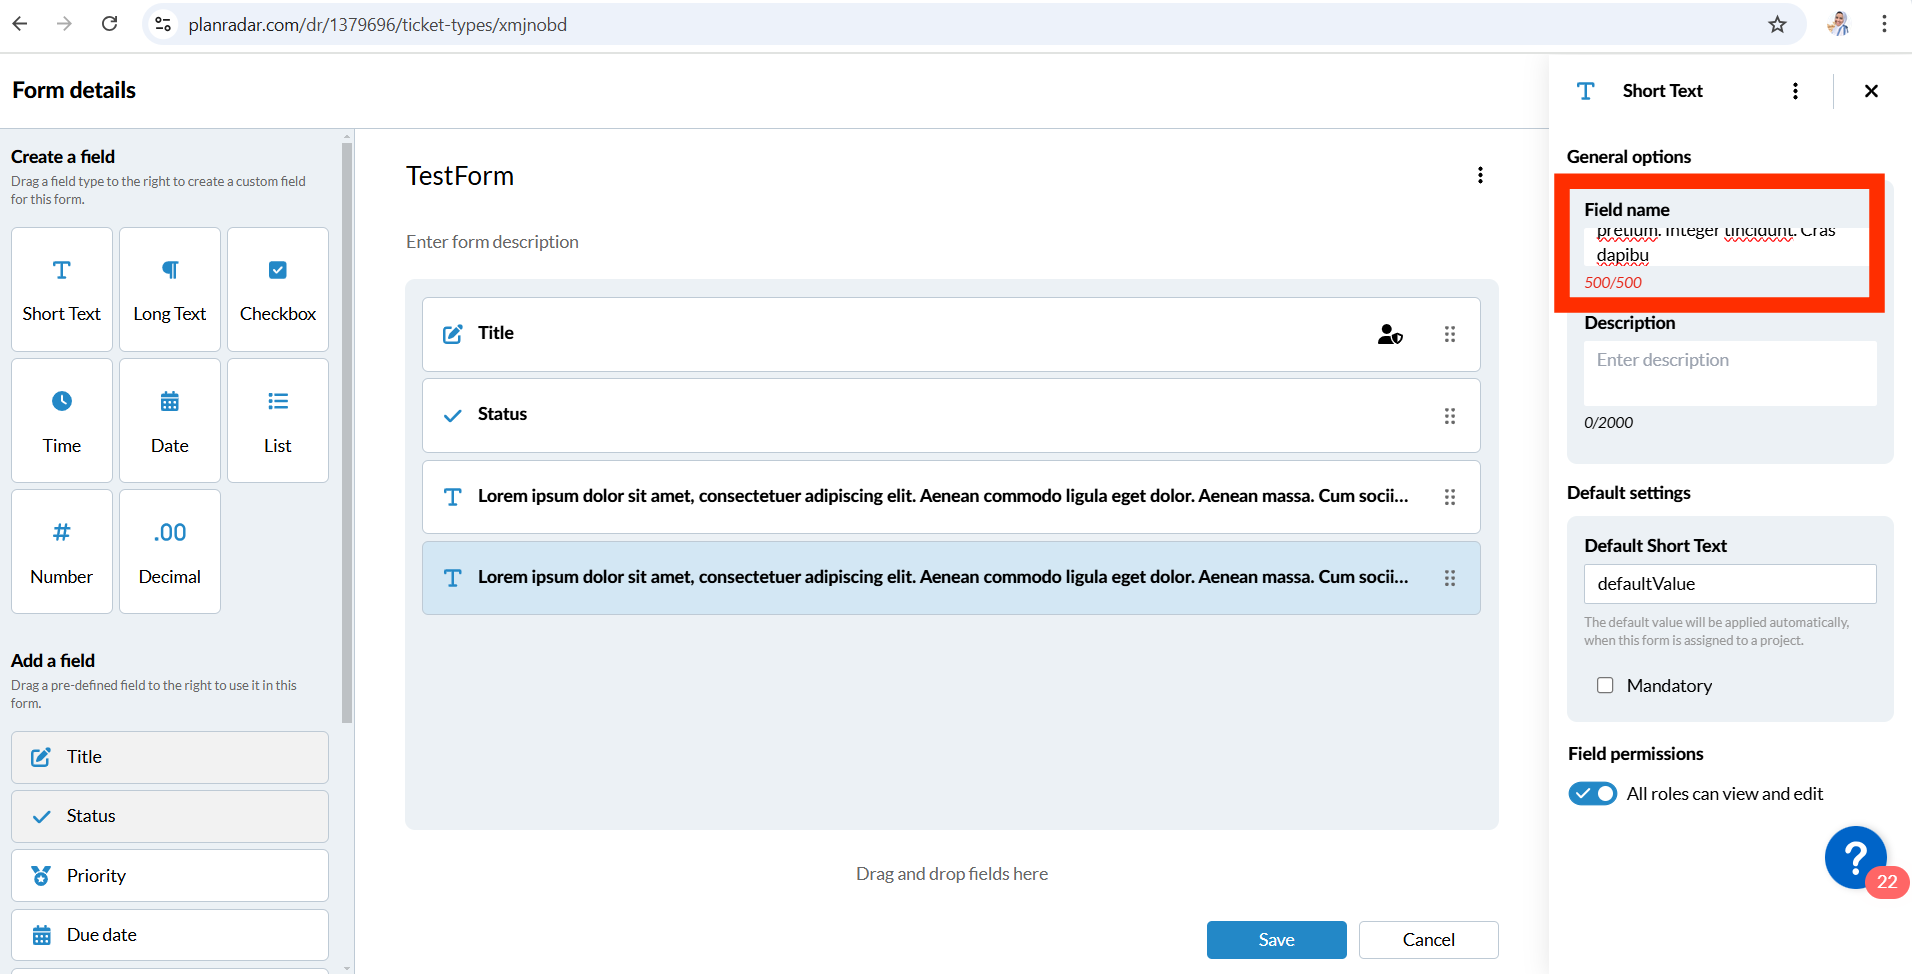 planradar.com/dr/1379696/ticket-types/xmjnobd
Form details
Create a field
Drag a field type to the right to create a custom field
for this form.
Short Text
Long Text
Checkbox
Time
Date
List
#
Number
.00
Decimal
Add a field
Drag a pre-defined field to the right to use it in this
form.
Title
Status
Priority
Due date
TestForm
Enter form description
Title
Status
Lorem ipsum dolor sit amet, consectetuer adipiscing elit. Aenean commodo ligula eget dolor. Aenean massa. Cum sociis...
Lorem ipsum dolor sit amet, consectetuer adipiscing elit. Aenean commodo ligula eget dolor. Aenean massa. Cum sociis...
Drag and drop fields here
Save
Cancel
Short Text
General options
Field name
pretium. Integer tincidunt. Cras
dapibu
500/500
Description
Enter description
0/2000
Default settings
Default Short Text
defaultValue
The default value will be applied automatically,
when this form is assigned to a project.
Mandatory
Field permissions
All roles can view and edit
?
22